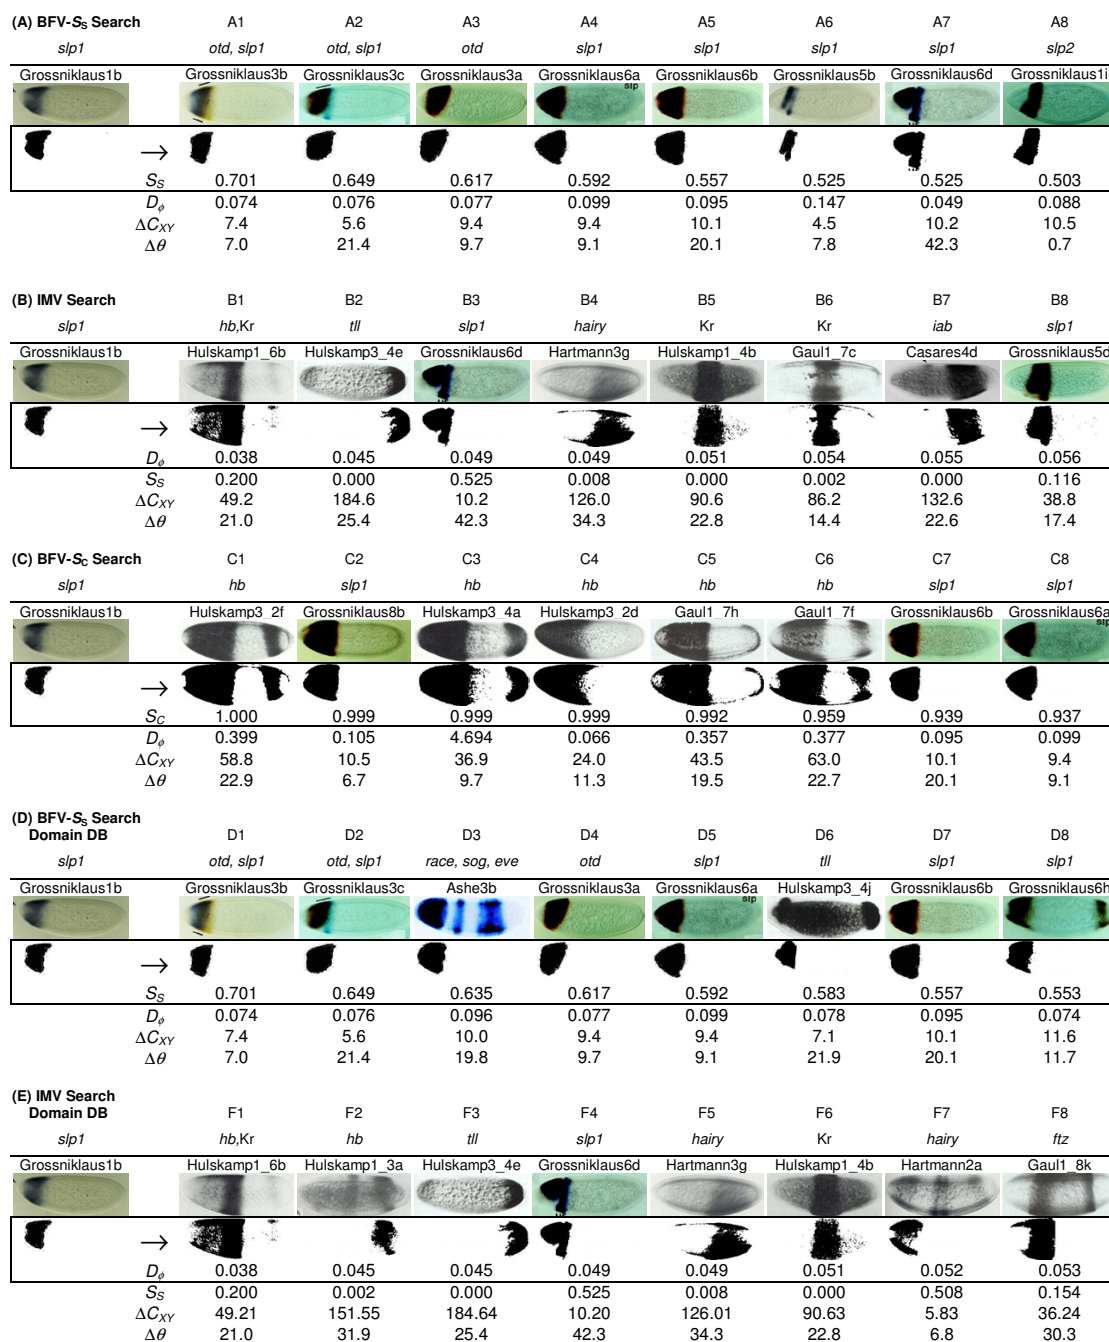 (A) BFV-SS Search A1 A2 A3 A4 A5 A6 A7 A8
slp1 otd, slp1 otd, slp1 otd slp1 slp1 slp1 slp1 slp2
Grossniklaus1b Grossniklaus3b Grossniklaus3c Grossniklaus3a Grossniklaus6a Grossniklaus6b Grossniklaus5b Grossniklaus6d Grossniklaus1i
slp
→
SS 0.701 0.649 0.617 0.592 0.557 0.525 0.525 0.503
Dϕ 0.074 0.076 0.077 0.099 0.095 0.147 0.049 0.088
ΔCXY 7.4 5.6 9.4 9.4 10.1 4.5 10.2 10.5
Δθ 7.0 21.4 9.7 9.1 20.1 7.8 42.3 0.7
(B) IMV Search B1 B2 B3 B4 B5 B6 B7 B8
slp1 hb,Kr tll slp1 hairy Kr Kr iab slp1
Grossniklaus1b Hulskamp1_6b Hulskamp3_4e Grossniklaus6d Hartmann3g Hulskamp1_4b Gaul1_7c Casares4d Grossniklaus5d
→
Dϕ 0.038 0.045 0.049 0.049 0.051 0.054 0.055 0.056
SS 0.200 0.000 0.525 0.008 0.000 0.002 0.000 0.116
ΔCXY 49.2 184.6 10.2 126.0 90.6 86.2 132.6 38.8
Δθ 21.0 25.4 42.3 34.3 22.8 14.4 22.6 17.4
(C) BFV-SC Search C1 C2 C3 C4 C5 C6 C7 C8
slp1 hb slp1 hb hb hb hb slp1 slp1
Grossniklaus1b Hulskamp3_2f Grossniklaus8b Hulskamp3_4a Hulskamp3_2d Gaul1_7h Gaul1_7f Grossniklaus6b Grossniklaus6a
slp
→
SC 1.000 0.999 0.999 0.999 0.992 0.959 0.939 0.937
Dϕ 0.399 0.105 4.694 0.066 0.357 0.377 0.095 0.099
ΔCXY 58.8 10.5 36.9 24.0 43.5 63.0 10.1 9.4
Δθ 22.9 6.7 9.7 11.3 19.5 22.7 20.1 9.1
(D) BFV-SS Search
Domain DB D1 D2 D3 D4 D5 D6 D7 D8
slp1 otd, slp1 otd, slp1 race, sog, eve otd slp1 tll slp1 slp1
Grossniklaus1b Grossniklaus3b Grossniklaus3c Ashe3b Grossniklaus3a Grossniklaus6a Hulskamp3_4j Grossniklaus6b Grossniklaus6h
slp
→
SS 0.701 0.649 0.635 0.617 0.592 0.583 0.557 0.553
Dϕ 0.074 0.076 0.096 0.077 0.099 0.078 0.095 0.074
ΔCXY 7.4 5.6 10.0 9.4 9.4 7.1 10.1 11.6
Δθ 7.0 21.4 19.8 9.7 9.1 21.9 20.1 11.7
(E) IMV Search
Domain DB F1 F2 F3 F4 F5 F6 F7 F8
slp1 hb,Kr hb tll slp1 hairy Kr hairy ftz
Grossniklaus1b Hulskamp1_6b Hulskamp1_3a Hulskamp3_4e Grossniklaus6d Hartmann3g Hulskamp1_4b Hartmann2a Gaul1_8k
→
Dϕ 0.038 0.045 0.045 0.049 0.049 0.051 0.052 0.053
SS 0.200 0.002 0.000 0.525 0.008 0.000 0.508 0.154
ΔCXY 49.21 151.55 184.64 10.20 126.01 90.63 5.83 36.24
Δθ 21.0 31.9 25.4 42.3 34.3 22.8 6.8 30.3